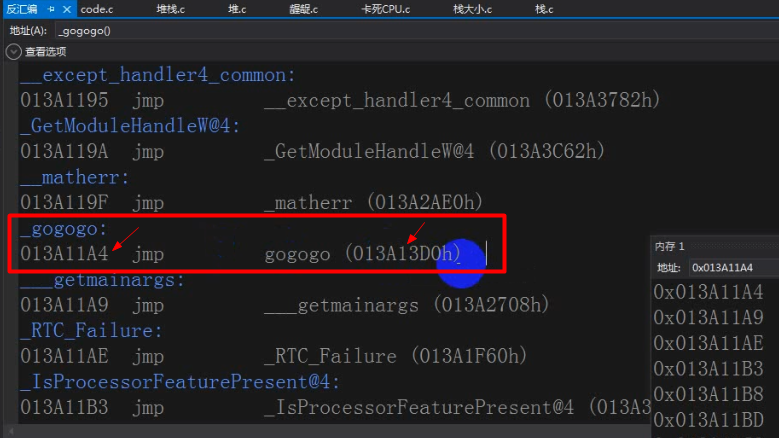 反汇编 code.c 堆栈.c 堆.c 龌龊.c 卡死CPU.c 栈大小.c 栈.c
地址(A): _gogogo()
查看选项
__except_handler4_common:
013A1195 jmp __except_handler4_common (013A3782h)
_GetModuleHandleW@4:
013A119A jmp _GetModuleHandleW@4 (013A3C62h)
__matherr:
013A119F jmp _matherr (013A2AE0h)
_gogogo:
013A11A4 jmp gogogo (013A13D0h)
___getmainargs:
013A11A9 jmp ___getmainargs (013A2708h)
_RTC_Failure:
013A11AE jmp _RTC_Failure (013A1F60h)
_IsProcessorFeaturePresent@4:
013A11B3 jmp _IsProcessorFeaturePresent@4 (013A3
内存 1
地址: 0x013A11A4
0x013A11A4
0x013A11A9
0x013A11AE
0x013A11B3
0x013A11B8
0x013A11BD